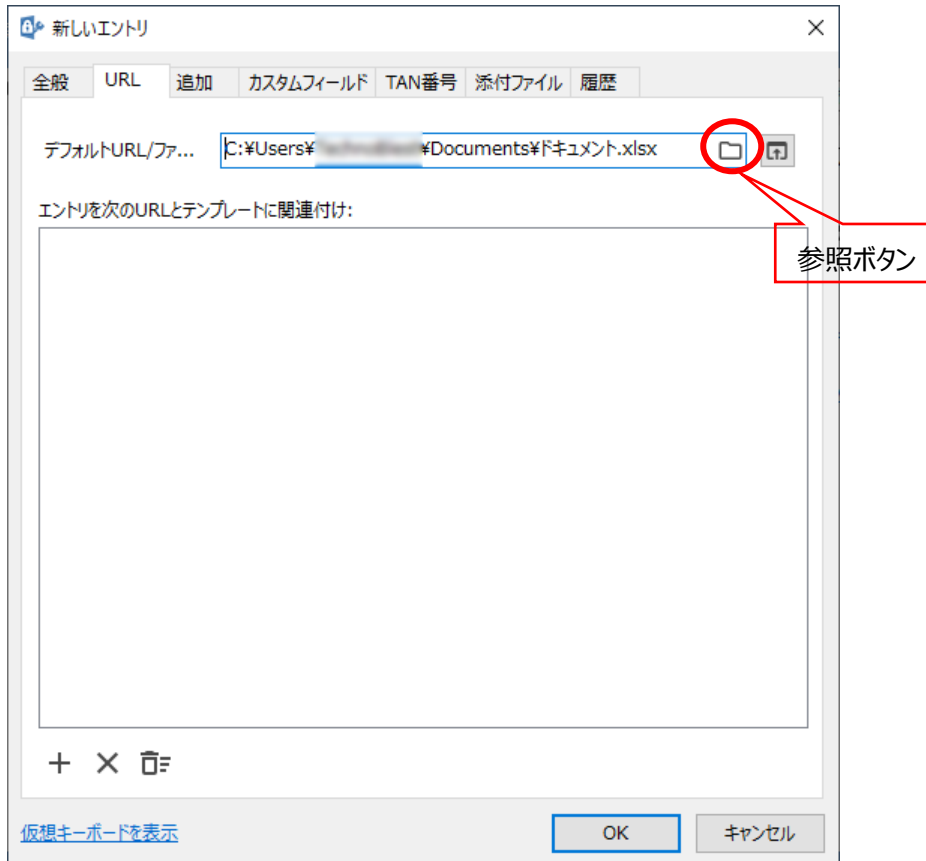 新しいエントリ
全般 URL 追加 カスタムフィールド TAN番号 添付ファイル 履歴
デフォルトURL/ファ... C:¥Users¥ ¥Documents¥ドキュメント.xlsx
エントリを次のURLとテンプレートに関連付け:
参照ボタン
仮想キーボードを表示 OK キャンセル